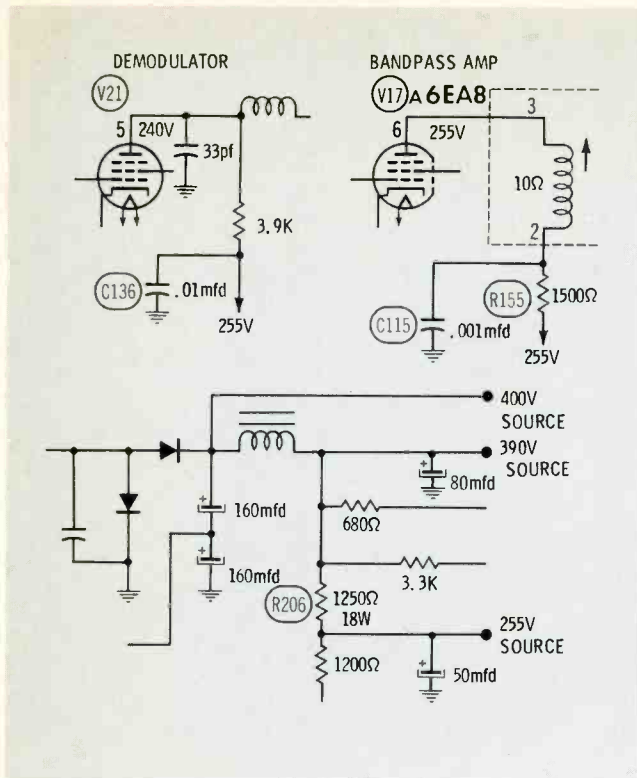 DEMODULATOR
V21
5
240V
33pf
3.9K
C136
.01mfd
255V
BANDPASS AMP
V17 A 6EA8
6
255V
3
10Ω
2
R155
1500Ω
C115
.001mfd
255V
400V
SOURCE
390V
SOURCE
+
80mfd
+
160mfd
680Ω
+
160mfd
3.3K
R206
1250Ω
18W
255V
SOURCE
1200Ω
+
50mfd